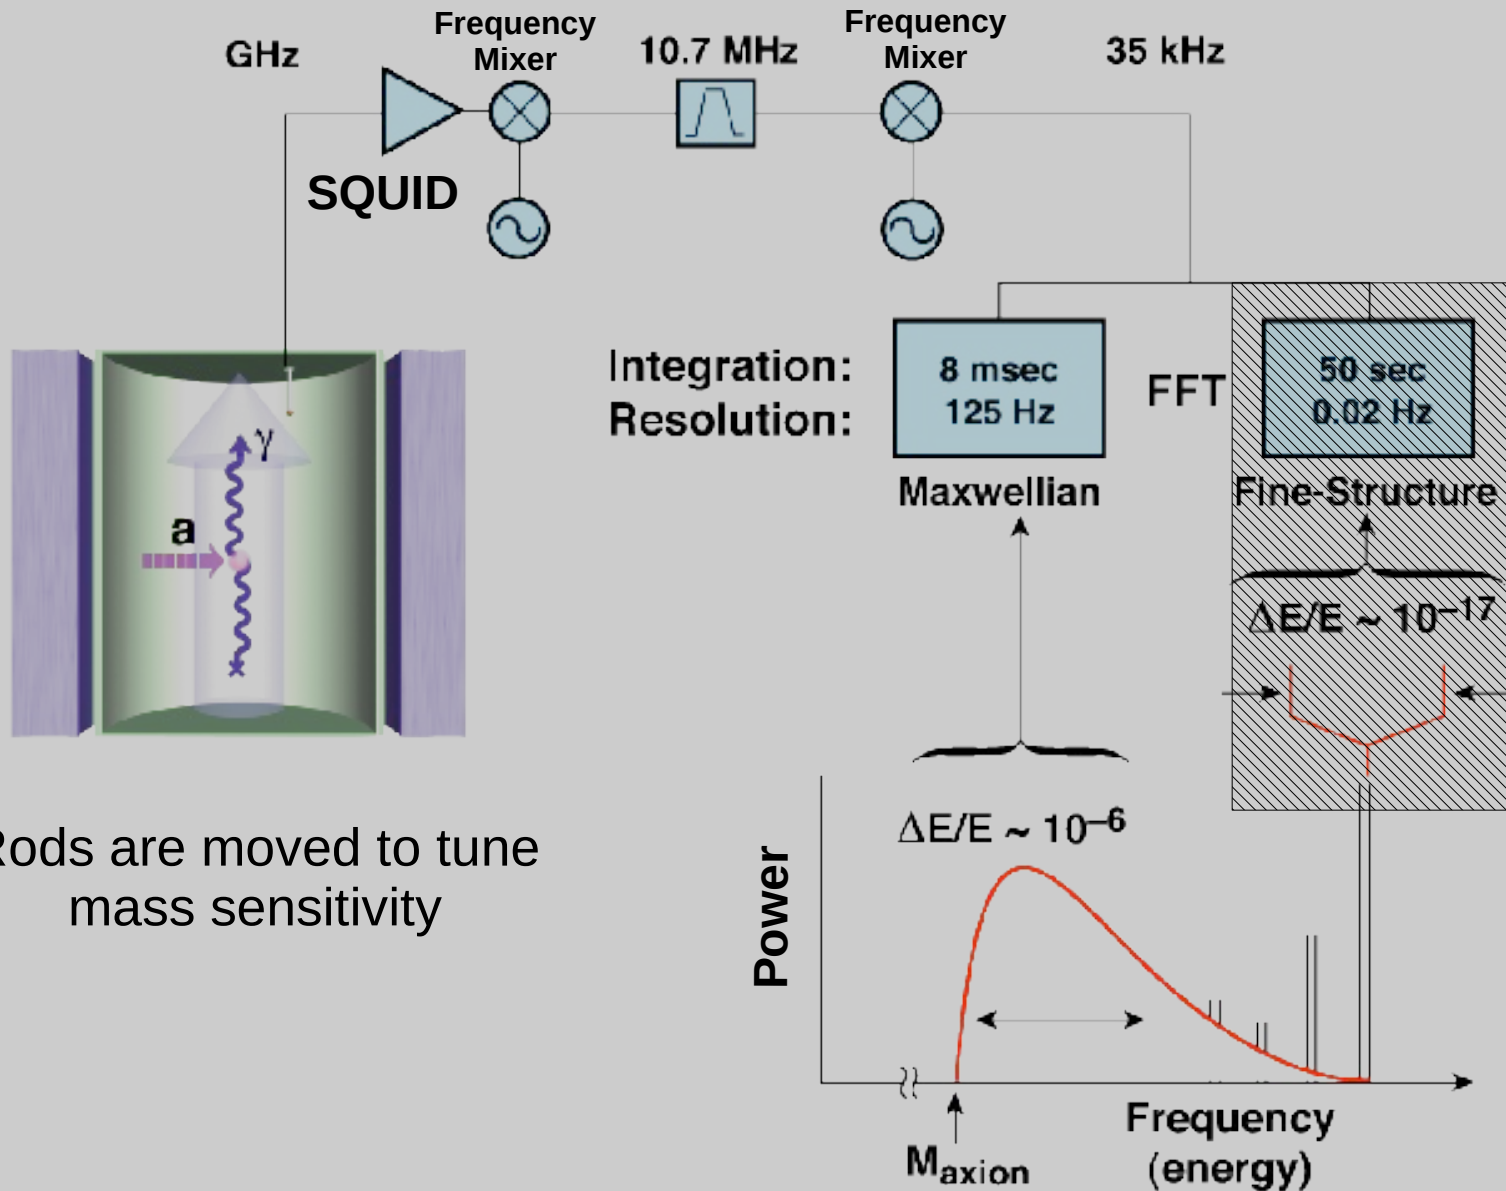 GHz
Frequency
Mixer
10.7 MHz
Frequency
Mixer
35 kHz
SQUID
Integration:
Resolution:
8 msec
125 Hz
FFT
50 sec
0.02 Hz
Maxwellian
Fine-Structure
γ
a
ΔE/E ~ 10⁻¹⁷
ΔE/E ~ 10⁻⁶
Rods are moved to tune
mass sensitivity
Power
Frequency
(energy)
Maxion